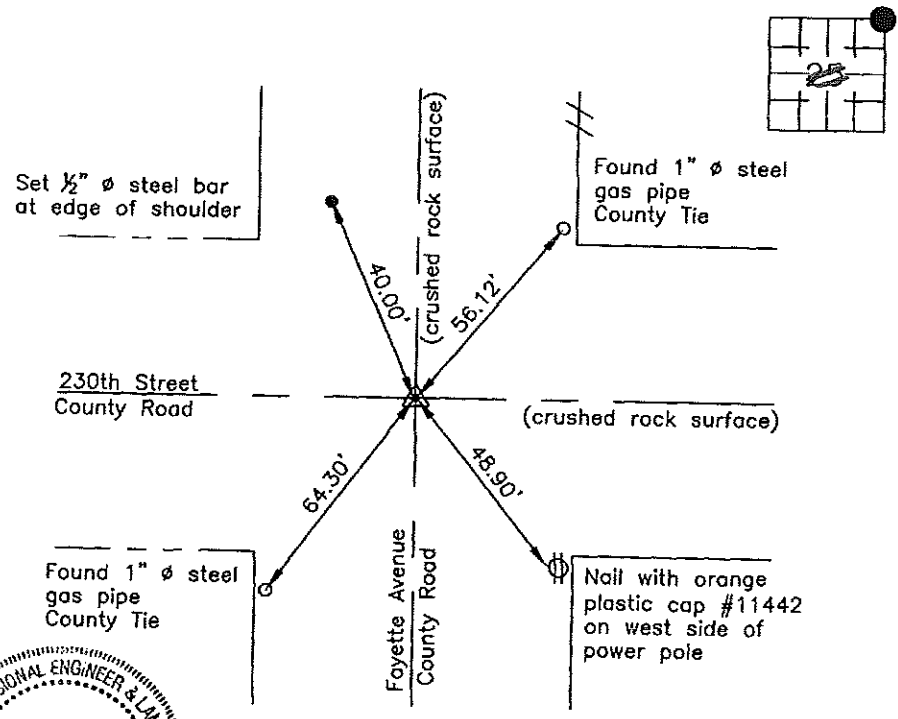 Set ½" ø steel bar
at edge of shoulder
(crushed rock surface)
Found 1" ø steel
gas pipe
County Tie
40.00'
56.12'
230th Street
County Road
(crushed rock surface)
64.30'
48.90'
Found 1" ø steel
gas pipe
County Tie
Fayette Avenue
County Road
Nail with orange
plastic cap #11442
on west side of
power pole
ENGINEER &